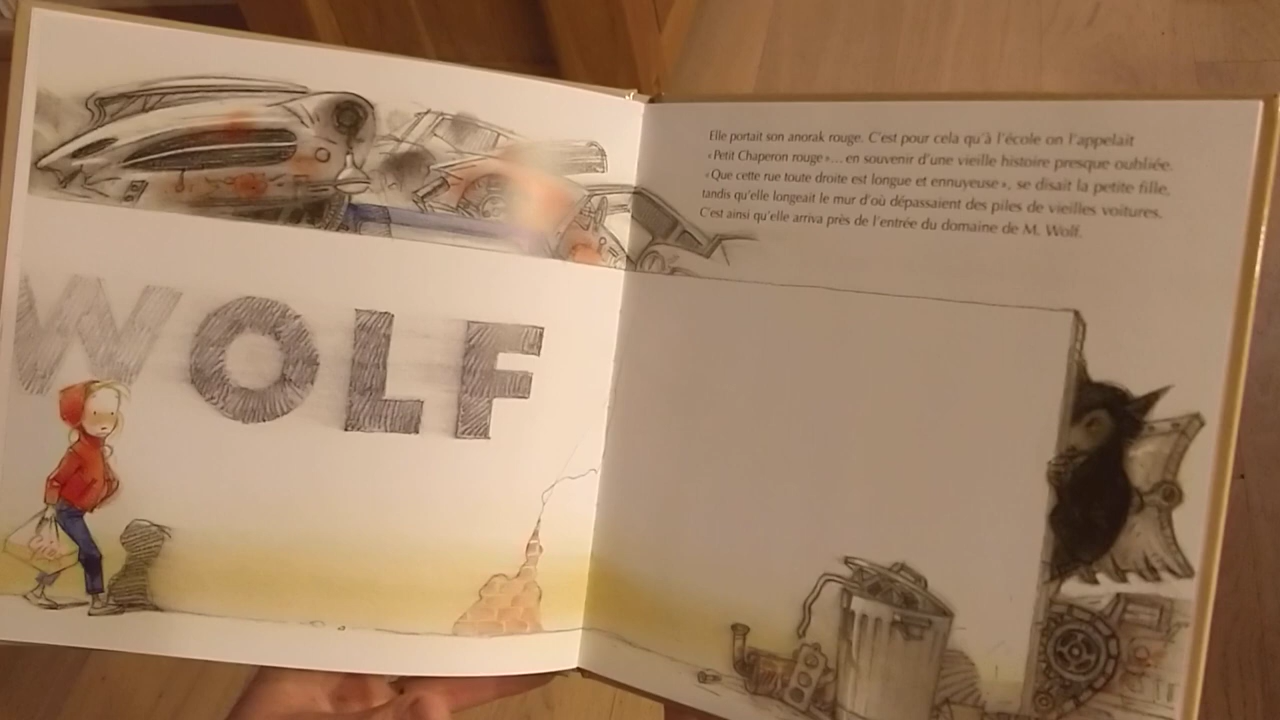 WOLF
Elle portait son anorak rouge. C'est pour cela qu'à l'école on l'appelait
«Petit Chaperon rouge»... en souvenir d'une vieille histoire presque oubliée.
«Que cette rue toute droite est longue et ennuyeuse», se disait la petite fille,
tandis qu'elle longeait le mur d'où dépassaient des piles de vieilles voitures.
C'est ainsi qu'elle arriva près de l'entrée du domaine de M. Wolf.